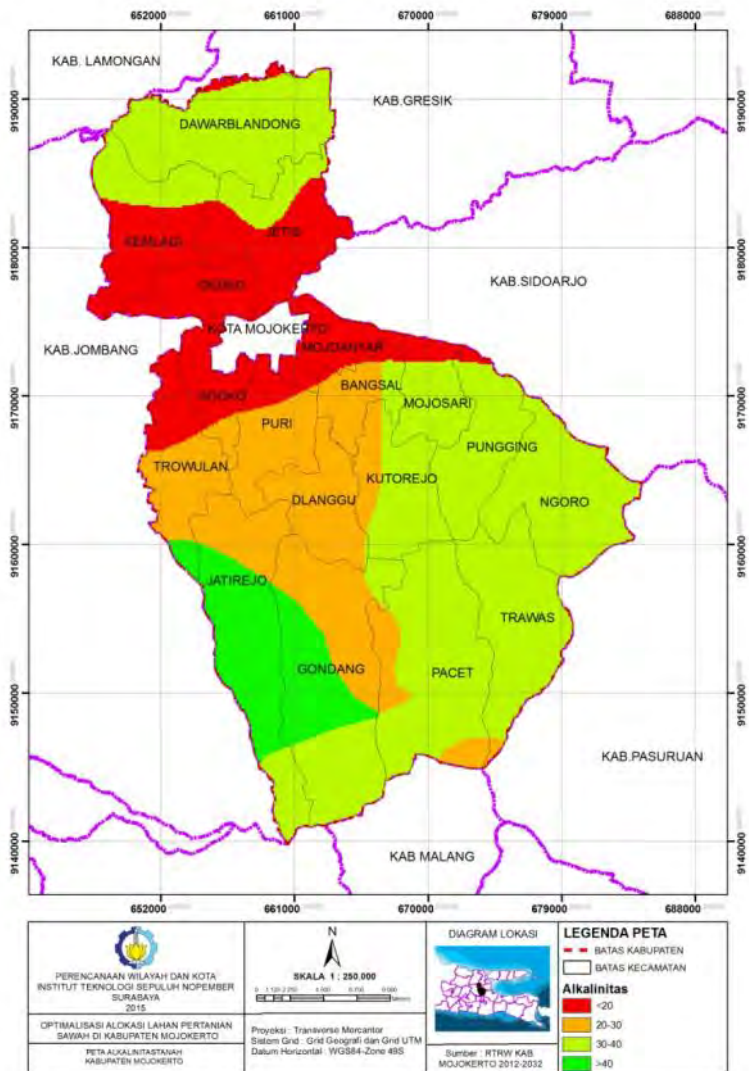 652000 661000 670000 679000 688000
KAB. LAMONGAN
KAB.GRESIK
9190000 9190000
DAWARBLANDONG
KEMLAGI
JETIS
9180000 9180000
KAB.SIDOARJO
KOTA MOJOKERTO
KAB.JOMBANG
MOJOANYAR
BANGSAL
SOOKO
MOJOSARI
9170000 9170000
PURI
PUNGGING
TROWULAN
KUTOREJO
DLANGGU
NGORO
9160000 9160000
JATIREJO
TRAWAS
GONDANG
PACET
9150000 9150000
KAB.PASURUAN
KAB MALANG
9140000 9140000
652000 661000 670000 679000 688000
PERENCANAAN WILAYAH DAN KOTA
INSTITUT TEKNOLOGI SEPULUH NOPEMBER
SURABAYA
2015
OPTIMALISASI ALOKASI LAHAN PERTANIAN
SAWAH DI KABUPATEN MOJOKERTO
PETA ALKALINITASTANAH
KABUPATEN MOJOKERTO
N
SKALA 1 : 250.000
Proyeksi : Transverse Mercantor
Sistem Grid : Grid Geografi dan Grid UTM
Datum Horizontal : WGS84-Zone 49S
DIAGRAM LOKASI
Sumber : RTRW KAB
MOJOKERTO 2012-2032
LEGENDA PETA
BATAS KABUPATEN
BATAS KECAMATAN
Alkalinitas
<20
20-30
30-40
>40